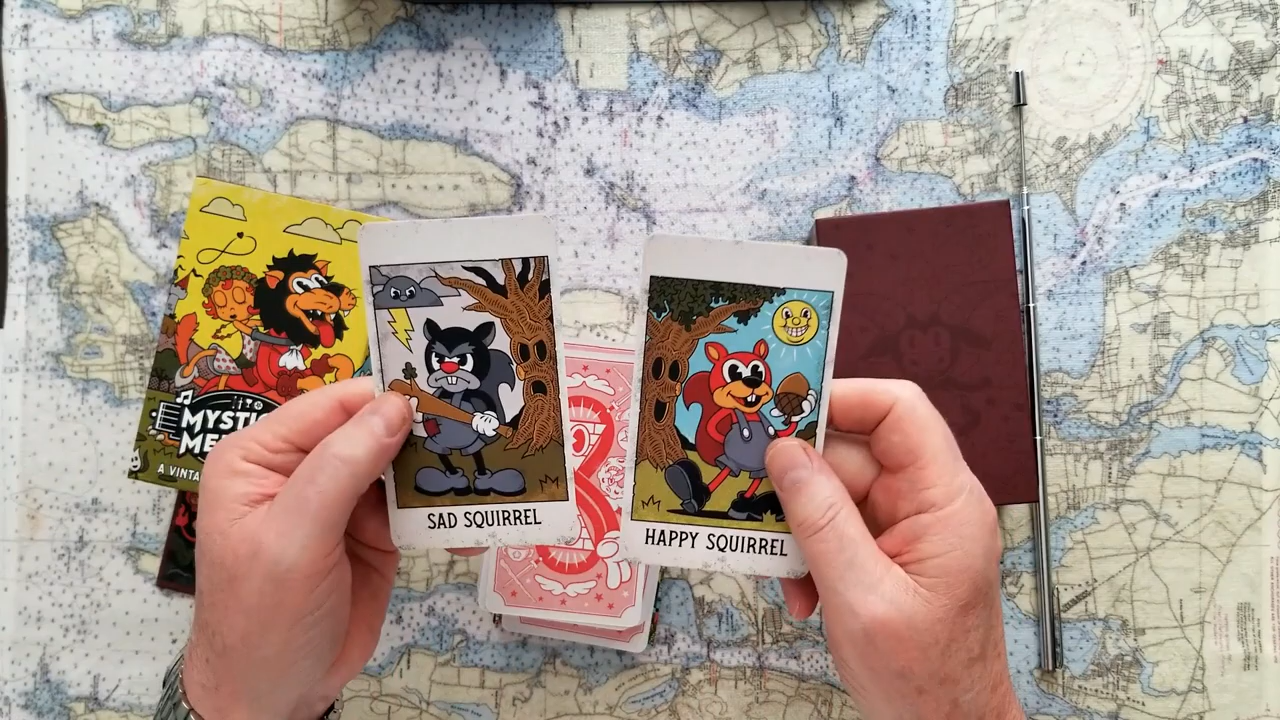 MYSTI
ME
A VINTA
SAD SQUIRREL
HAPPY SQUIRREL